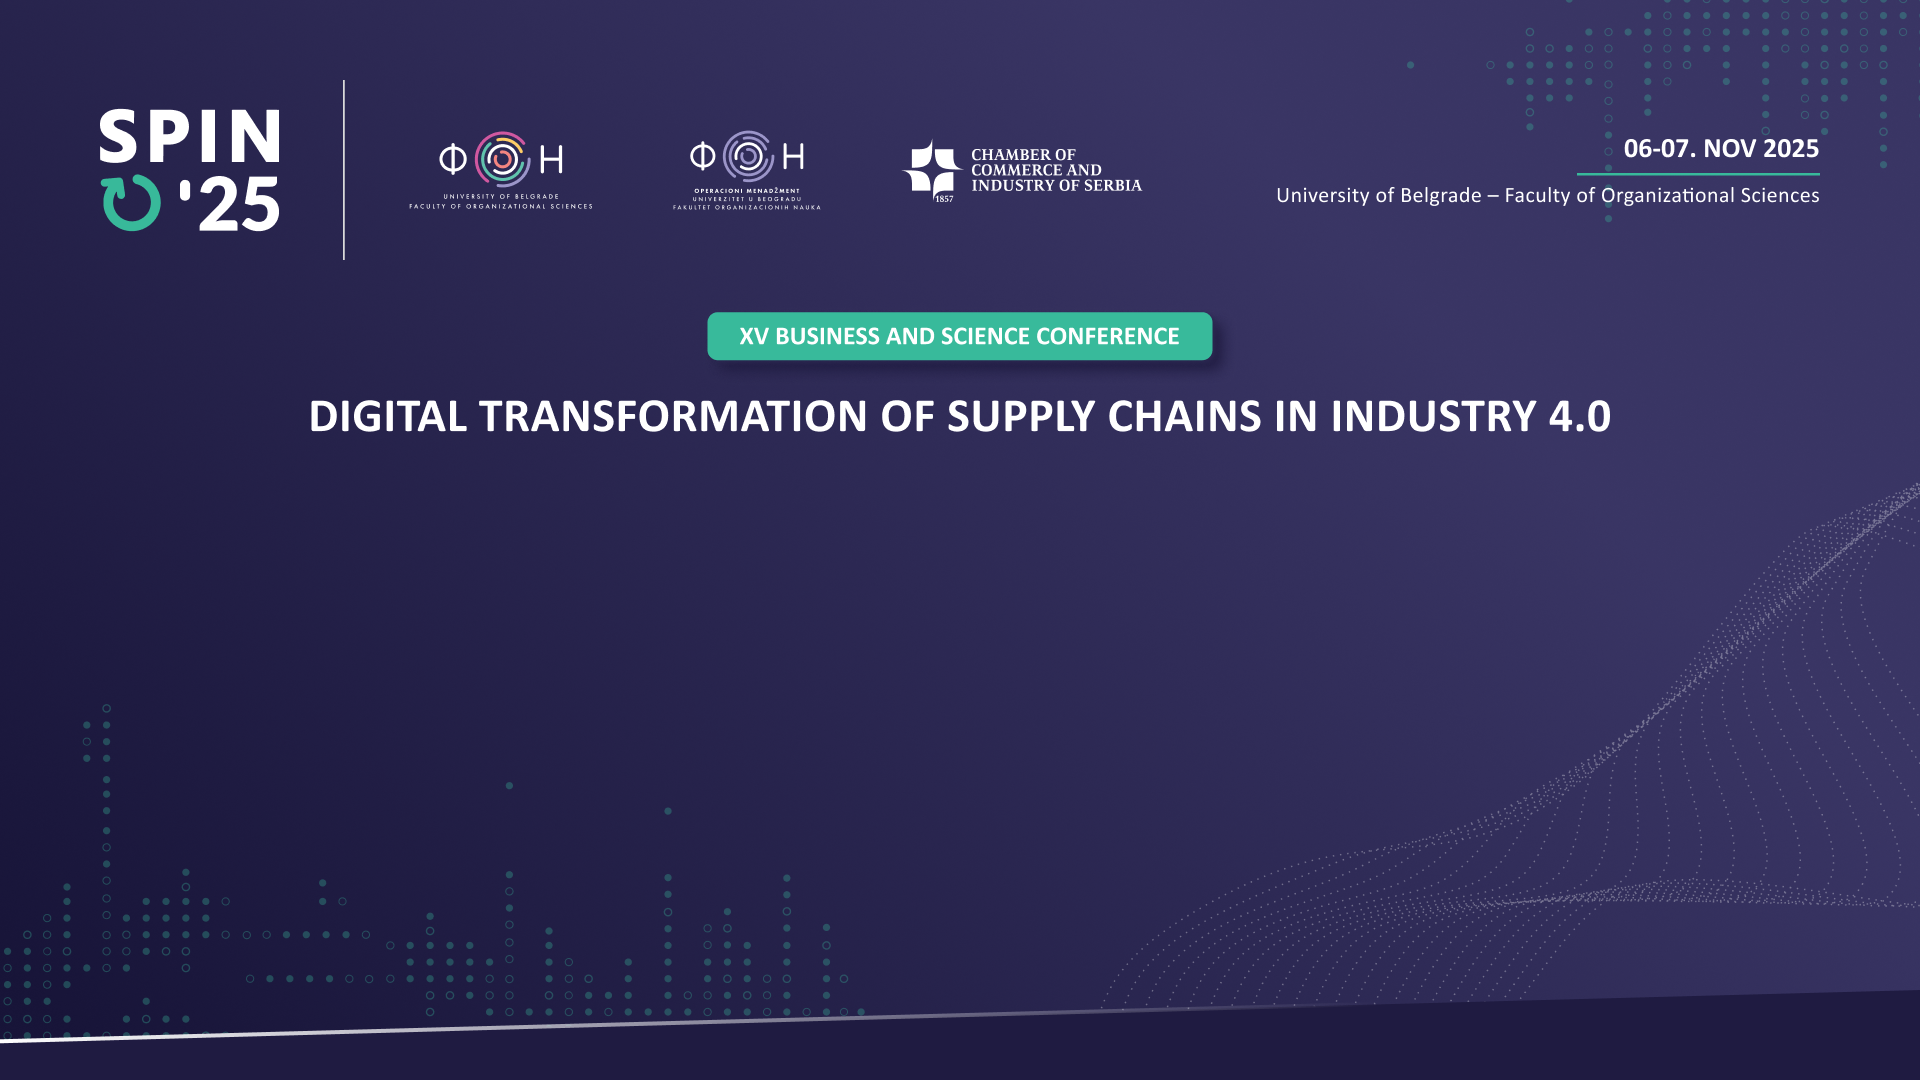 SPIN
'25
ФОН
UNIVERSITY OF BELGRADE
FACULTY OF ORGANIZATIONAL SCIENCES
ФОН
OPERACIONI MENADŽMENT
UNIVERZITET U BEOGRADU
FAKULTET ORGANIZACIONIH NAUKA
CHAMBER OF
COMMERCE AND
INDUSTRY OF SERBIA
1857
06-07. NOV 2025
University of Belgrade – Faculty of Organizational Sciences
XV BUSINESS AND SCIENCE CONFERENCE
DIGITAL TRANSFORMATION OF SUPPLY CHAINS IN INDUSTRY 4.0